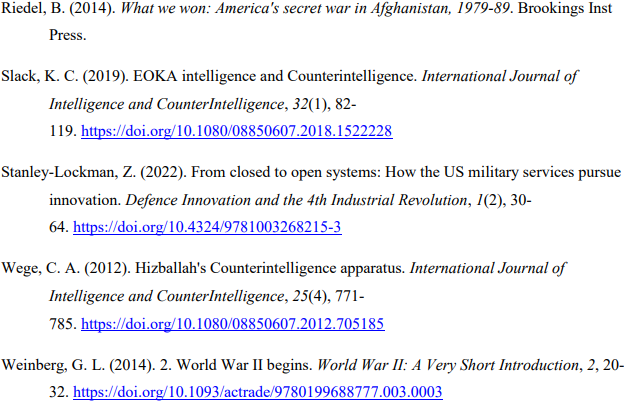 Riedel, B. (2014). What we won: America's secret war in Afghanistan, 1979-89. Brookings Inst
Press.
Slack, K. C. (2019). EOKA intelligence and Counterintelligence. International Journal of
Intelligence and CounterIntelligence, 32(1), 82-
119. https://doi.org/10.1080/08850607.2018.1522228
Stanley-Lockman, Z. (2022). From closed to open systems: How the US military services pursue
innovation. Defence Innovation and the 4th Industrial Revolution, 1(2), 30-
64. https://doi.org/10.4324/9781003268215-3
Wege, C. A. (2012). Hizballah's Counterintelligence apparatus. International Journal of
Intelligence and CounterIntelligence, 25(4), 771-
785. https://doi.org/10.1080/08850607.2012.705185
Weinberg, G. L. (2014). 2. World War II begins. World War II: A Very Short Introduction, 2, 20-
32. https://doi.org/10.1093/actrade/9780199688777.003.0003